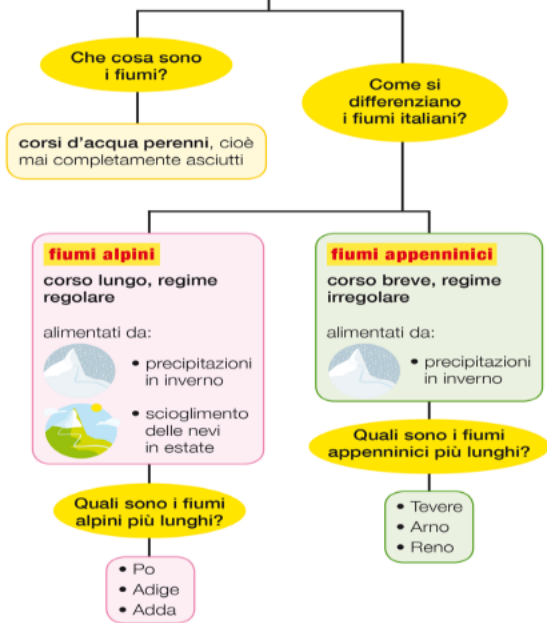 Che cosa sono
i fiumi?
corsi d'acqua perenni, cioè
mai completamente asciutti
Come si
differenziano
i fiumi italiani?
fiumi alpini
corso lungo, regime
regolare
alimentati da:
• precipitazioni
in inverno
• scioglimento
delle nevi
in estate
Quali sono i fiumi
alpini più lunghi?
• Po
• Adige
• Adda
fiumi appenninici
corso breve, regime
irregolare
alimentati da:
• precipitazioni
in inverno
Quali sono i fiumi
appenninici più lunghi?
• Tevere
• Arno
• Reno